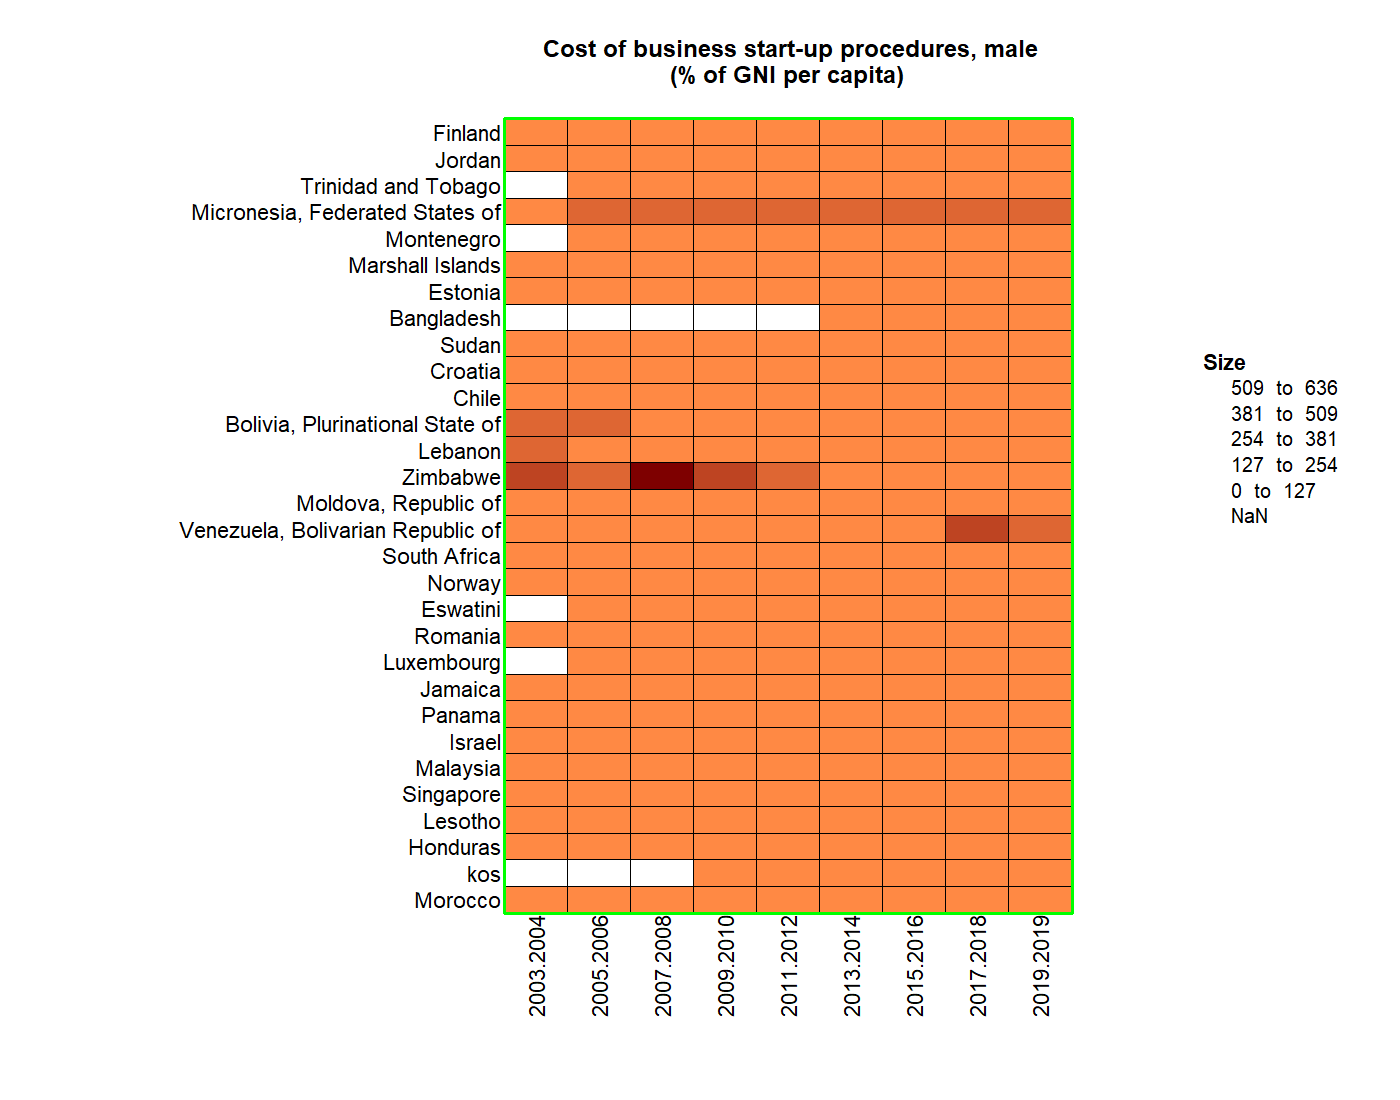 Cost of business start-up procedures, male
(% of GNI per capita)
Finland
Jordan
Trinidad and Tobago
Micronesia, Federated States of
Montenegro
Marshall Islands
Estonia
Bangladesh
Sudan
Croatia
Chile
Bolivia, Plurinational State of
Lebanon
Zimbabwe
Moldova, Republic of
Venezuela, Bolivarian Republic of
South Africa
Norway
Eswatini
Romania
Luxembourg
Jamaica
Panama
Israel
Malaysia
Singapore
Lesotho
Honduras
kos
Morocco
2003.2004
2005.2006
2007.2008
2009.2010
2011.2012
2013.2014
2015.2016
2017.2018
2019.2019
Size
509 to 636
381 to 509
254 to 381
127 to 254
0 to 127
NaN